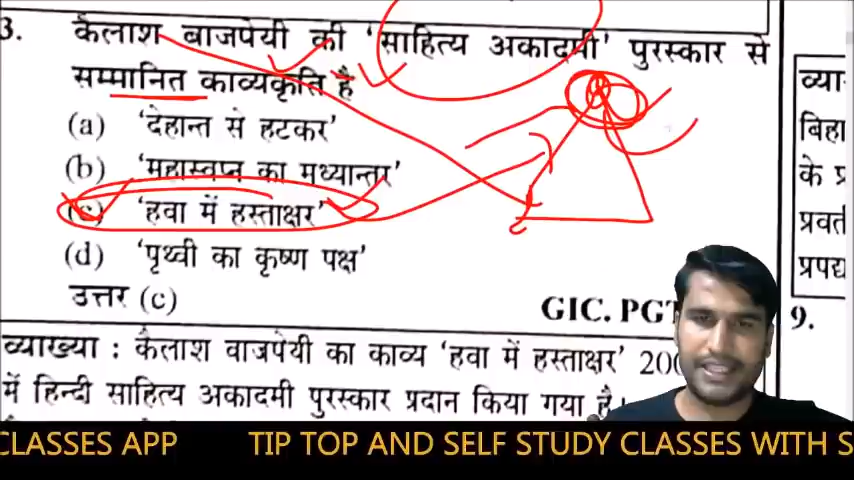 3. कैलाश बाजपेयी की 'साहित्य अकादमी' पुरस्कार से
सम्मानित काव्यकृति है
(a) 'देहान्त से हटकर'
(b) 'महास्वप्न का मध्यान्तर'
(c) 'हवा में हस्ताक्षर'
(d) 'पृथ्वी का कृष्ण पक्ष'
उत्तर (c)
GIC. PGT
व्याख्या : कैलाश वाजपेयी का काव्य 'हवा में हस्ताक्षर' 200
में हिन्दी साहित्य अकादमी पुरस्कार प्रदान किया गया है।
व्या
बिहा
के प्र
प्रवर्त
प्रपद्य
9.
CLASSES APP TIP TOP AND SELF STUDY CLASSES WITH S